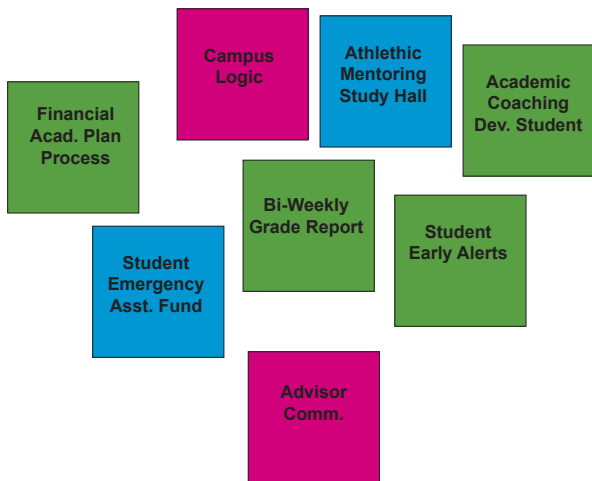 Campus
Logic
Athlethic
Mentoring
Study Hall
Academic
Coaching
Dev. Student
Financial
Acad. Plan
Process
Bi-Weekly
Grade Report
Student
Early Alerts
Student
Emergency
Asst. Fund
Advisor
Comm.